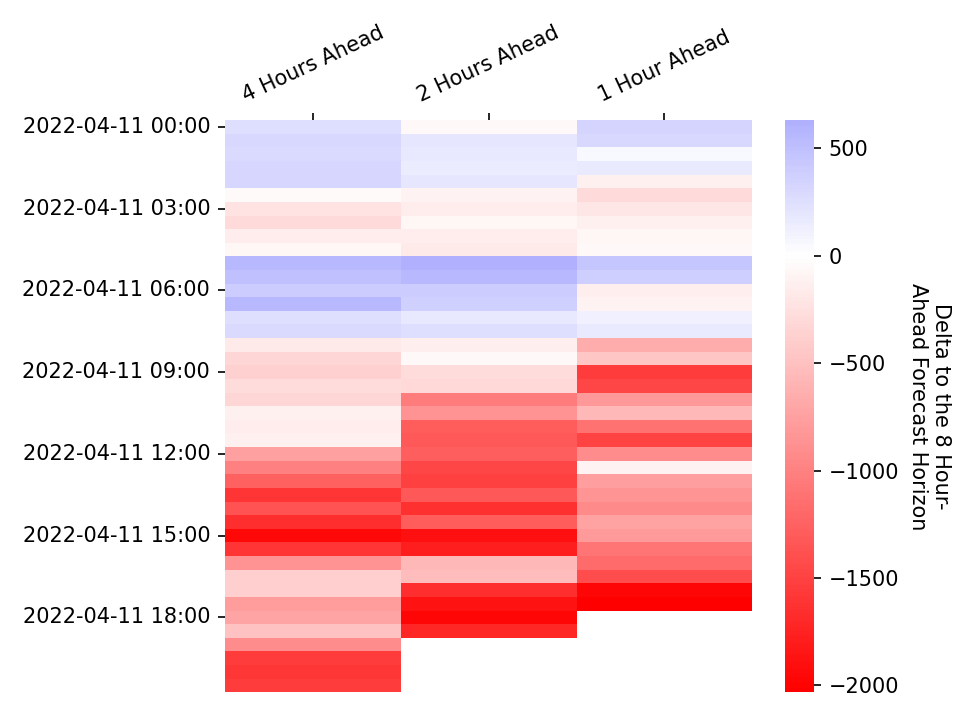 4 Hours Ahead
2 Hours Ahead
1 Hour Ahead
2022-04-11 00:00
2022-04-11 03:00
2022-04-11 06:00
2022-04-11 09:00
2022-04-11 12:00
2022-04-11 15:00
2022-04-11 18:00
500
0
−500
−1000
−1500
−2000
Delta to the 8 Hour-
Ahead Forecast Horizon